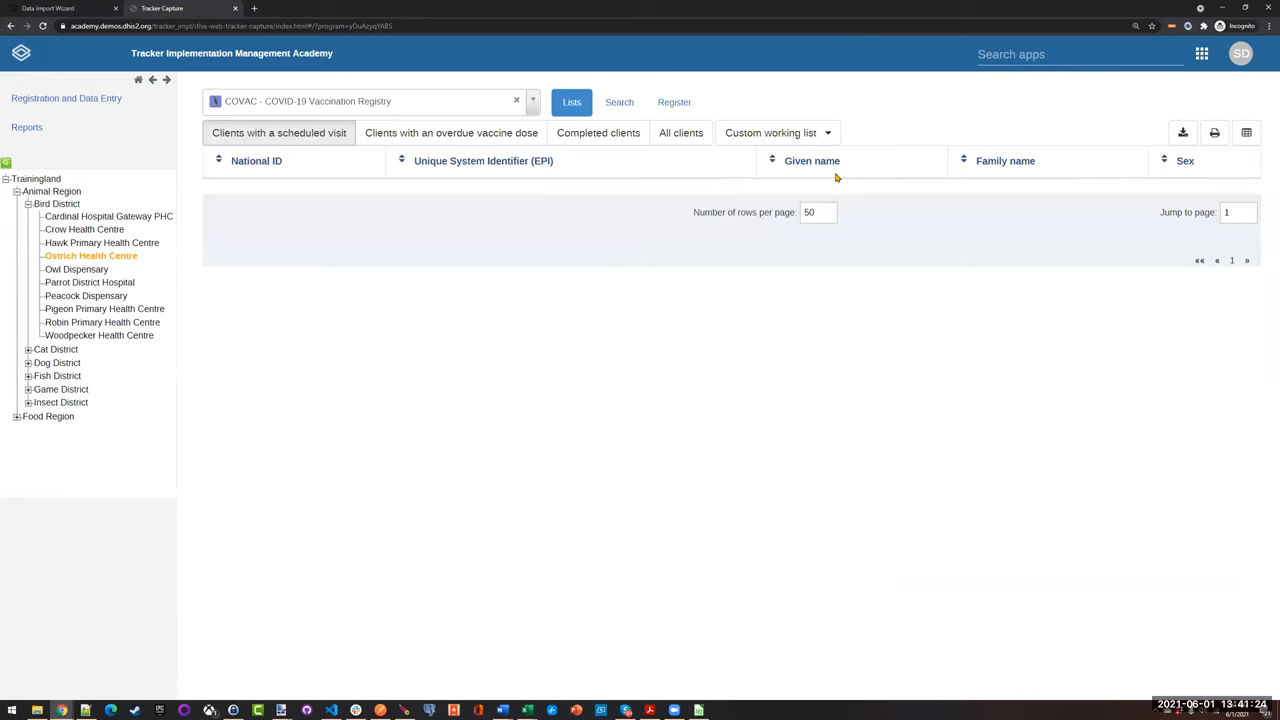 Data Import Wizard
Tracker Capture
academy.demos.dhis2.org/tracker_impl/dhis-web-tracker-capture/index.html#/?program=yDuAzyqYABS
Incognito
Tracker Implementation Management Academy
Search apps
SD
Registration and Data Entry
Reports
COVAC - COVID-19 Vaccination Registry
Lists
Search
Register
Clients with a scheduled visit
Clients with an overdue vaccine dose
Completed clients
All clients
Custom working list
National ID
Unique System Identifier (EPI)
Given name
Family name
Sex
Number of rows per page: 50
Jump to page: 1
«« « 1 »
Trainingland
Animal Region
Bird District
Cardinal Hospital Gateway PHC
Crow Health Centre
Hawk Primary Health Centre
Ostrich Health Centre
Owl Dispensary
Parrot District Hospital
Peacock Dispensary
Pigeon Primary Health Centre
Robin Primary Health Centre
Woodpecker Health Centre
Cat District
Dog District
Fish District
Game District
Insect District
Food Region
2021-06-01 13:41:24
6/1/2021